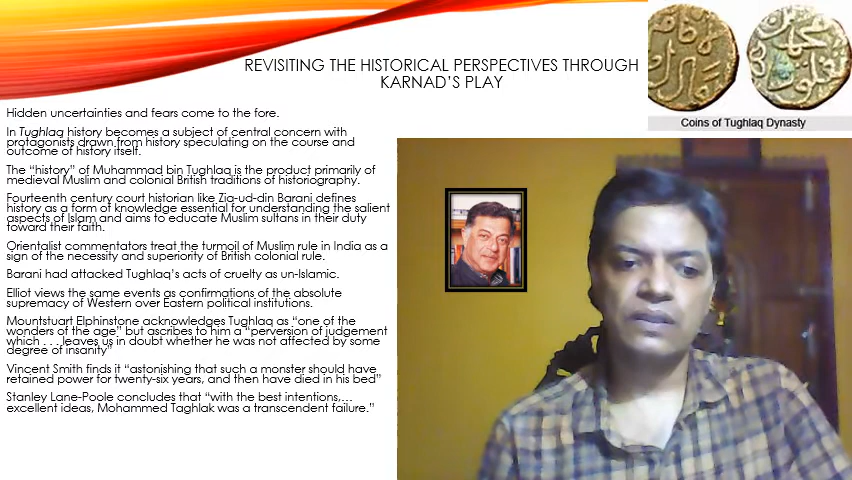 REVISITING THE HISTORICAL PERSPECTIVES THROUGH
KARNAD'S PLAY
Coins of Tughlaq Dynasty
Hidden uncertainties and fears come to the fore.
In Tughlaq history becomes a subject of central concern with
protagonists drawn from history speculating on the course and
outcome of history itself.
The “history” of Muhammad bin Tughlaq is the product primarily of
medieval Muslim and colonial British traditions of historiography.
Fourteenth century court historian like Zia-ud-din Barani defines
history as a form of knowledge essential for understanding the salient
aspects of Islam and aims to educate Muslim sultans in their duty
toward their faith.
Orientalist commentators treat the turmoil of Muslim rule in India as a
sign of the necessity and superiority of British colonial rule.
Barani had attacked Tughlaq's acts of cruelty as un-Islamic.
Elliot views the same events as confirmations of the absolute
supremacy of Western over Eastern political institutions.
Mountstuart Elphinstone acknowledges Tughlaq as “one of the
wonders of the age” but ascribes to him a “perversion of judgement
which . . . leaves us in doubt whether he was not affected by some
degree of insanity”
Vincent Smith finds it “astonishing that such a monster should have
retained power for twenty-six years, and then have died in his bed”
Stanley Lane-Poole concludes that “with the best intentions,…
excellent ideas, Mohammed Taghlak was a transcendent failure.”